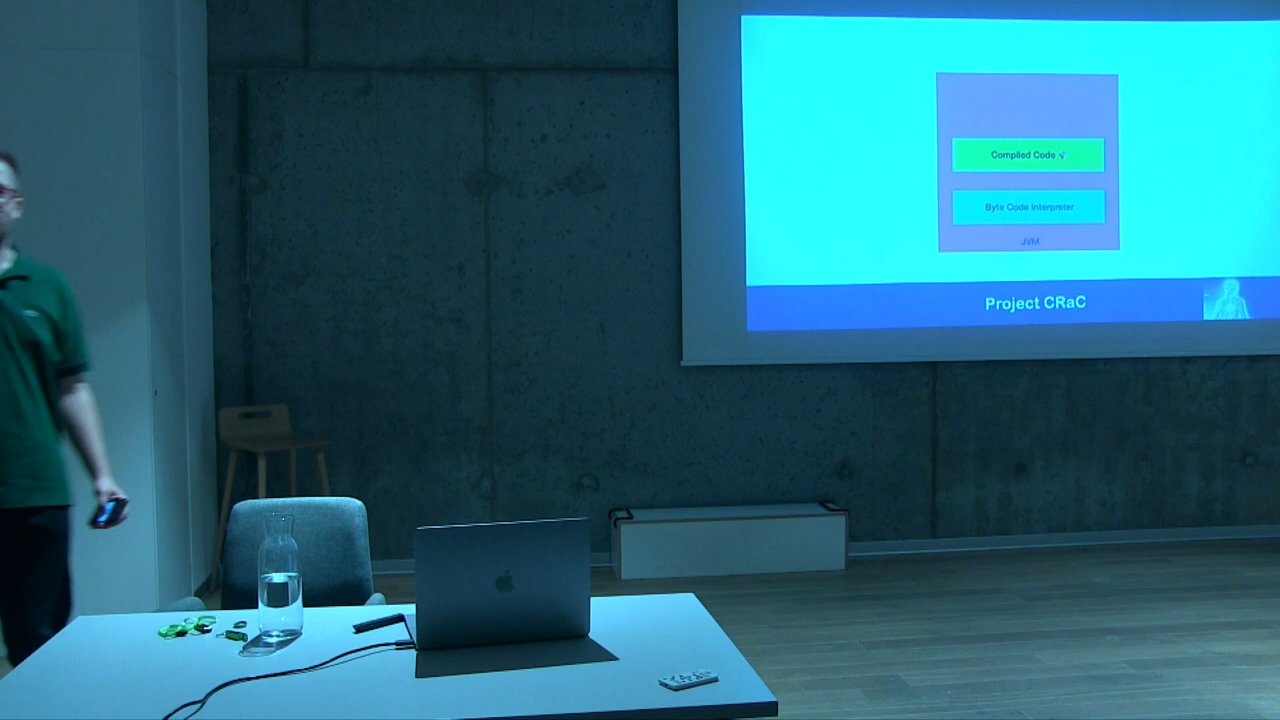 Compiled Code 🚀
Byte Code Interpreter
JVM
Project CRaC